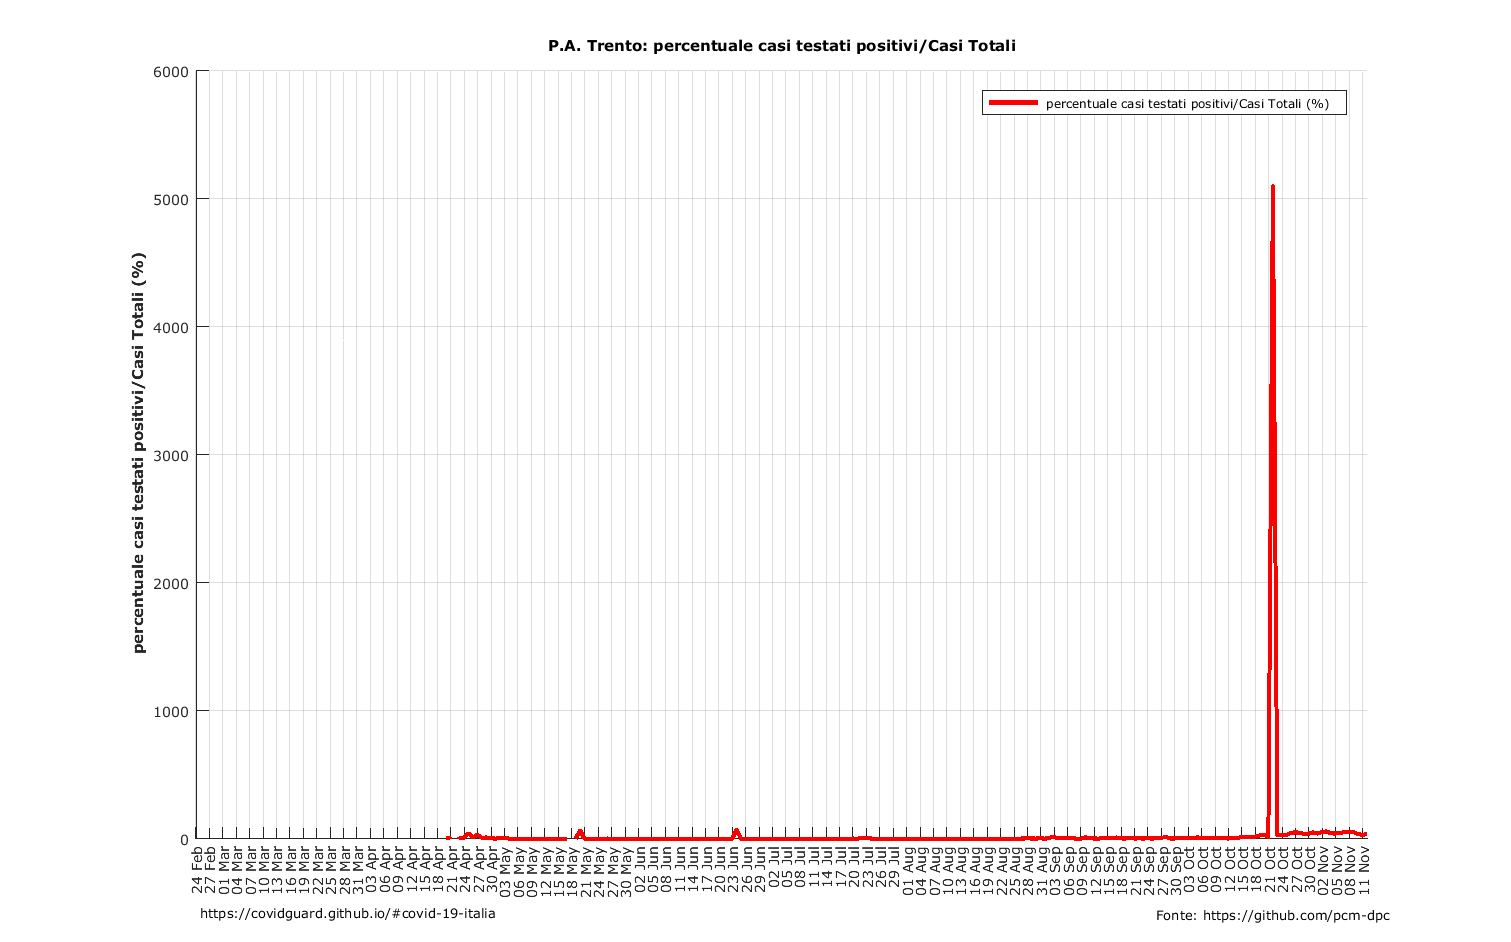 P.A. Trento: percentuale casi testati positivi/Casi Totali
percentuale casi testati positivi/Casi Totali (%)
percentuale casi testati positivi/Casi Totali (%)
6000
5000
4000
3000
2000
1000
0
24 Feb
27 Feb
01 Mar
04 Mar
07 Mar
10 Mar
13 Mar
16 Mar
19 Mar
22 Mar
25 Mar
28 Mar
31 Mar
03 Apr
06 Apr
09 Apr
12 Apr
15 Apr
18 Apr
21 Apr
24 Apr
27 Apr
30 Apr
03 May
06 May
09 May
12 May
15 May
18 May
21 May
24 May
27 May
30 May
02 Jun
05 Jun
08 Jun
11 Jun
14 Jun
17 Jun
20 Jun
23 Jun
26 Jun
29 Jun
02 Jul
05 Jul
08 Jul
11 Jul
14 Jul
17 Jul
20 Jul
23 Jul
26 Jul
29 Jul
01 Aug
04 Aug
07 Aug
10 Aug
13 Aug
16 Aug
19 Aug
22 Aug
25 Aug
28 Aug
31 Aug
03 Sep
06 Sep
09 Sep
12 Sep
15 Sep
18 Sep
21 Sep
24 Sep
27 Sep
30 Sep
03 Oct
06 Oct
09 Oct
12 Oct
15 Oct
18 Oct
21 Oct
24 Oct
27 Oct
30 Oct
02 Nov
05 Nov
08 Nov
11 Nov
https://covidguard.github.io/#covid-19-italia
Fonte: https://github.com/pcm-dpc